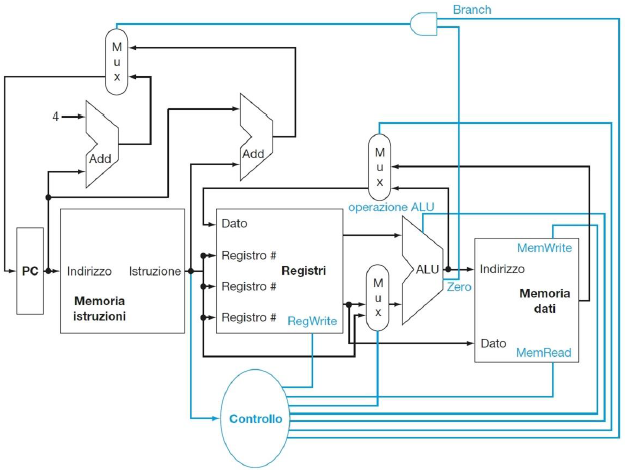 Branch
M
u
x
4
Add
Add
M
u
x
operazione ALU
Dato
MemWrite
PC
Indirizzo
Istruzione
Registro #
Registri
ALU
Indirizzo
Zero
Memoria
istruzioni
Registro #
M
u
x
Memoria
dati
Registro #
RegWrite
Dato
MemRead
Controllo